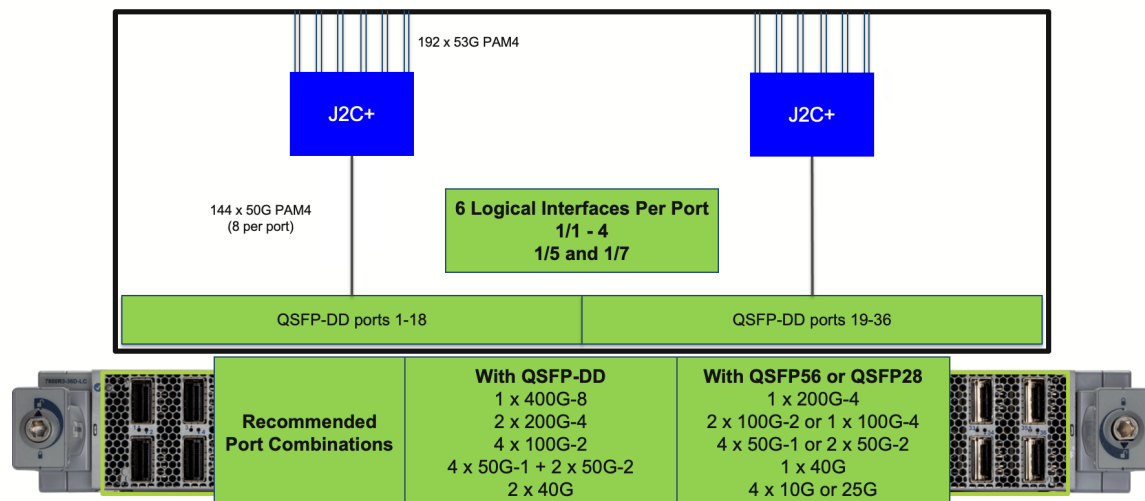 192 x 53G PAM4
J2C+
J2C+
144 x 50G PAM4
(8 per port)
6 Logical Interfaces Per Port
1/1 - 4
1/5 and 1/7
QSFP-DD ports 1-18
QSFP-DD ports 19-36
7800R3-36D-LC
Recommended
Port Combinations
With QSFP-DD
1 x 400G-8
2 x 200G-4
4 x 100G-2
4 x 50G-1 + 2 x 50G-2
2 x 40G
With QSFP56 or QSFP28
1 x 200G-4
2 x 100G-2 or 1 x 100G-4
4 x 50G-1 or 2 x 50G-2
1 x 40G
4 x 10G or 25G